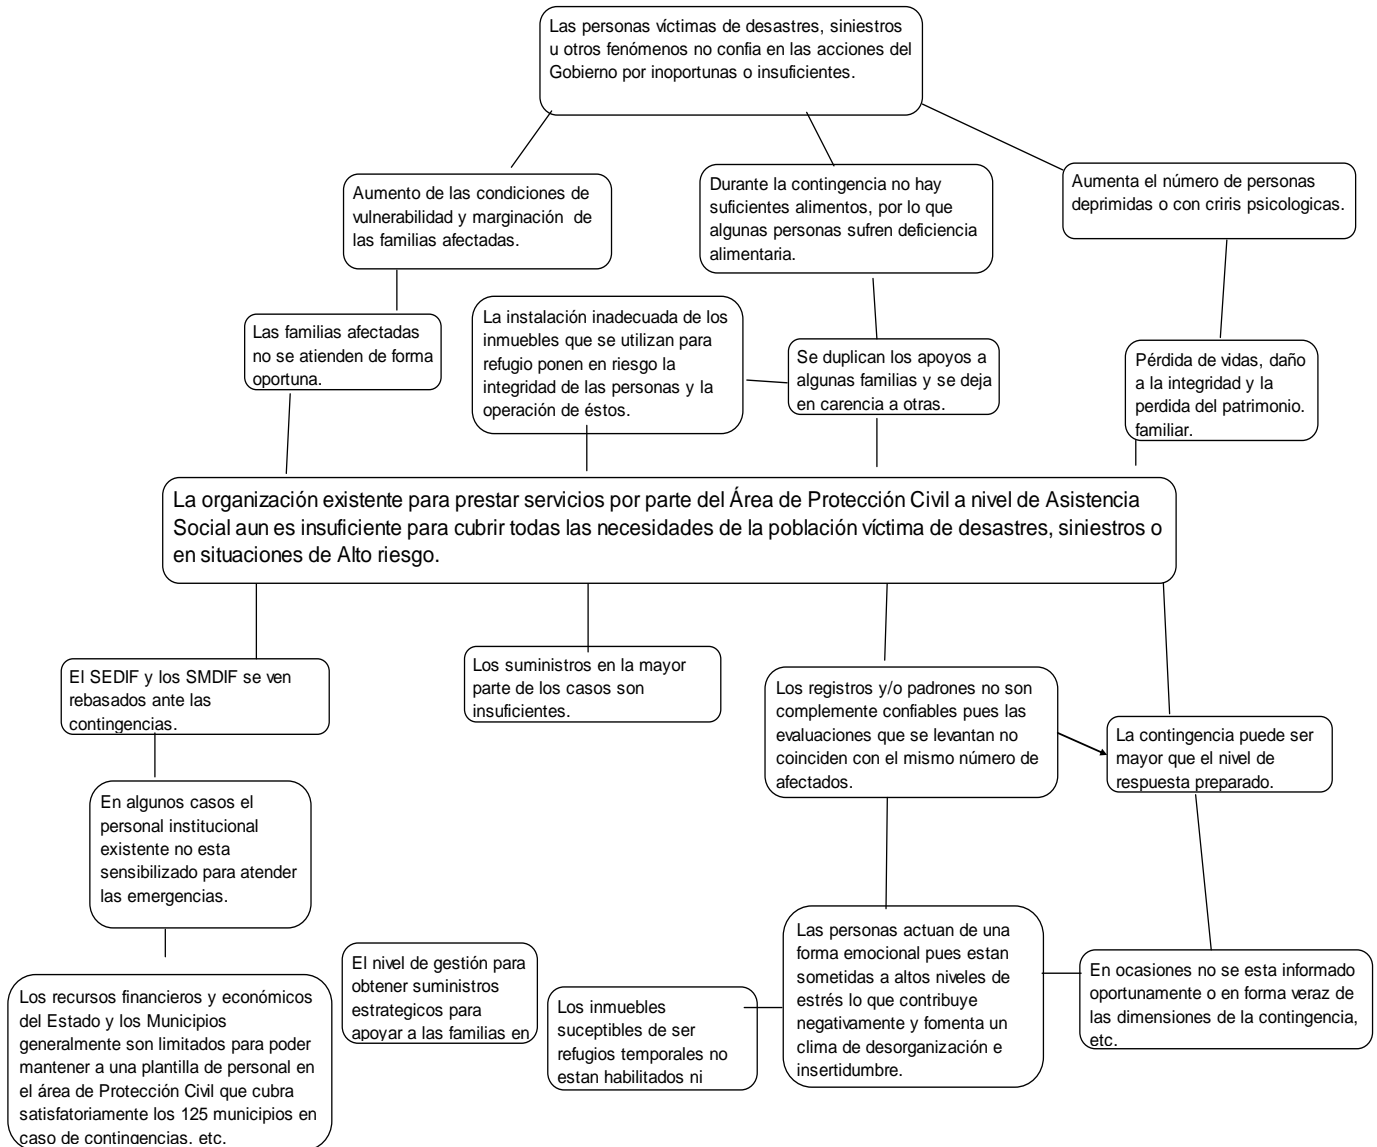 Las personas víctimas de desastres, siniestros
u otros fenómenos no confia en las acciones del
Gobierno por inoportunas o insuficientes.
Aumento de las condiciones de
vulnerabilidad y marginación de
las familias afectadas.
Durante la contingencia no hay
suficientes alimentos, por lo que
algunas personas sufren deficiencia
alimentaria.
Aumenta el número de personas
deprimidas o con criris psicologicas.
Las familias afectadas
no se atienden de forma
oportuna.
La instalación inadecuada de los
inmuebles que se utilizan para
refugio ponen en riesgo la
integridad de las personas y la
operación de éstos.
Se duplican los apoyos a
algunas familias y se deja
en carencia a otras.
Pérdida de vidas, daño
a la integridad y la
perdida del patrimonio.
familiar.
La organización existente para prestar servicios por parte del Área de Protección Civil a nivel de Asistencia
Social aun es insuficiente para cubrir todas las necesidades de la población víctima de desastres, siniestros o
en situaciones de Alto riesgo.
El SEDIF y los SMDIF se ven
rebasados ante las
contingencias.
Los suministros en la mayor
parte de los casos son
insuficientes.
Los registros y/o padrones no son
complemente confiables pues las
evaluaciones que se levantan no
coinciden con el mismo número de
afectados.
La contingencia puede ser
mayor que el nivel de
respuesta preparado.
En algunos casos el
personal institucional
existente no esta
sensibilizado para atender
las emergencias.
Los recursos financieros y económicos
del Estado y los Municipios
generalmente son limitados para poder
mantener a una plantilla de personal en
el área de Protección Civil que cubra
satisfactoriamente los 125 municipios en
caso de contingencias. etc.
El nivel de gestión para
obtener suministros
estrategicos para
apoyar a las familias en
Los inmuebles
suceptibles de ser
refugios temporales no
estan habilitados ni
Las personas actuan de una
forma emocional pues estan
sometidas a altos niveles de
estrés lo que contribuye
negativamente y fomenta un
clima de desorganización e
insertidumbre.
En ocasiones no se esta informado
oportunamente o en forma veraz de
las dimensiones de la contingencia,
etc.